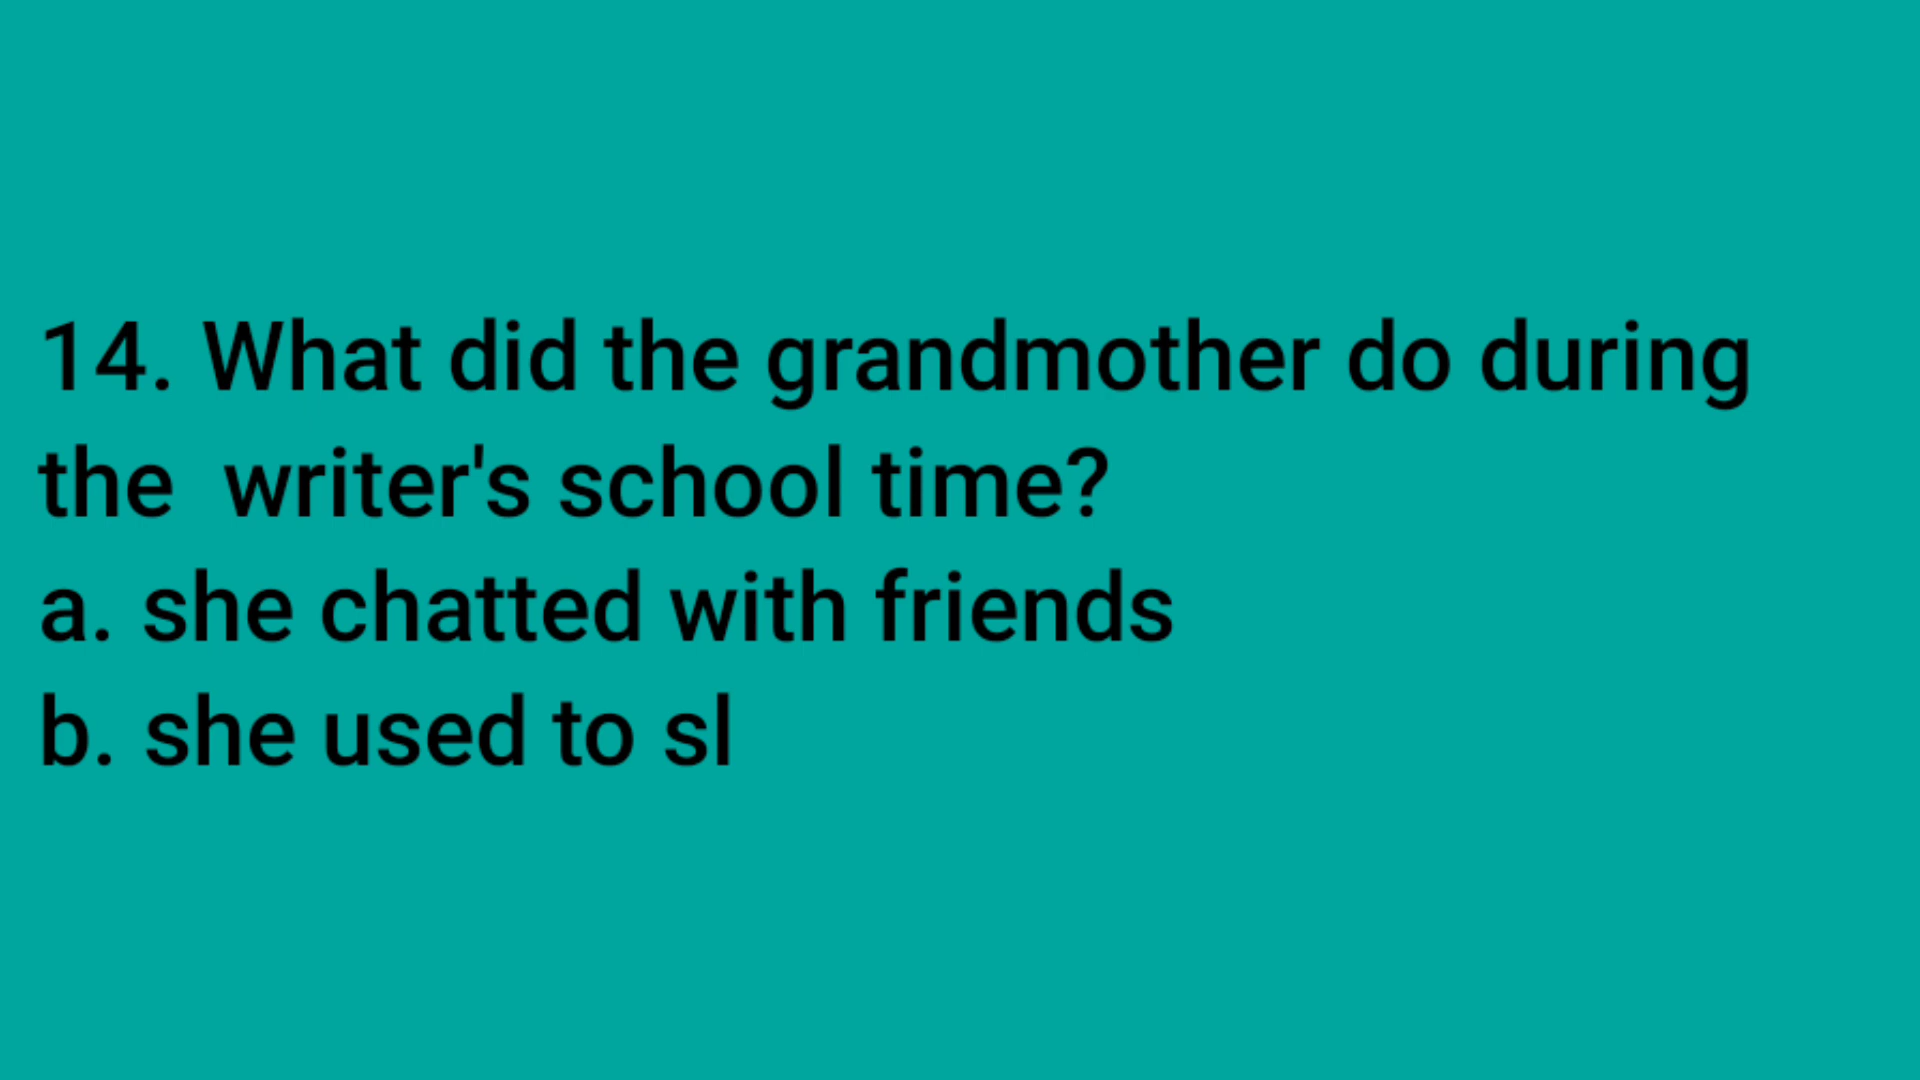 14. What did the grandmother do during
the  writer's school time?
a. she chatted with friends
b. she used to sl